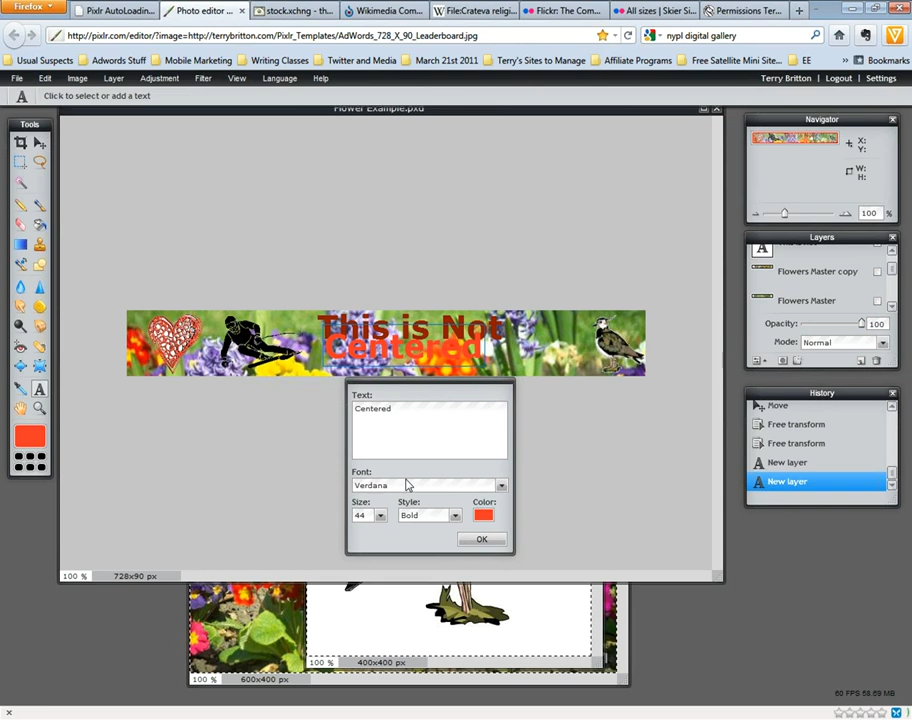 Firefox
Pixlr AutoLoadin...
Photo editor ...
stock.xchng - th...
Wikimedia Com...
File:Crateva religi...
Flickr: The Com...
All sizes | Skier Si...
Permissions Ter...
http://pixlr.com/editor/?image=http://terrybritton.com/Pixlr_Templates/AdWords_728_X_90_Leaderboard.jpg
nypl digital gallery
Usual Suspects
Adwords Stuff
Mobile Marketing
Writing Classes
Twitter and Media
March 21st 2011
Terry's Sites to Manage
Affiliate Programs
Free Satellite Mini Site...
EE
Bookmarks
File Edit Image Layer Adjustment Filter View Language Help
Terry Britton Logout Settings
A Click to select or add a text
Flower Example.pxd
Tools
Navigator
X:
Y:
W:
H:
100 %
Layers
A
Flowers Master copy
Flowers Master
Opacity: 100
Mode: Normal
History
Move
Free transform
Free transform
A New layer
A New layer
This is Not
Centered
Text:
Centered
Font:
Verdana
Size: Style: Color:
44 Bold
OK
A
100 % 728x90 px
100 % 400x400 px
100 % 600x400 px
60 FPS 58.69 MB